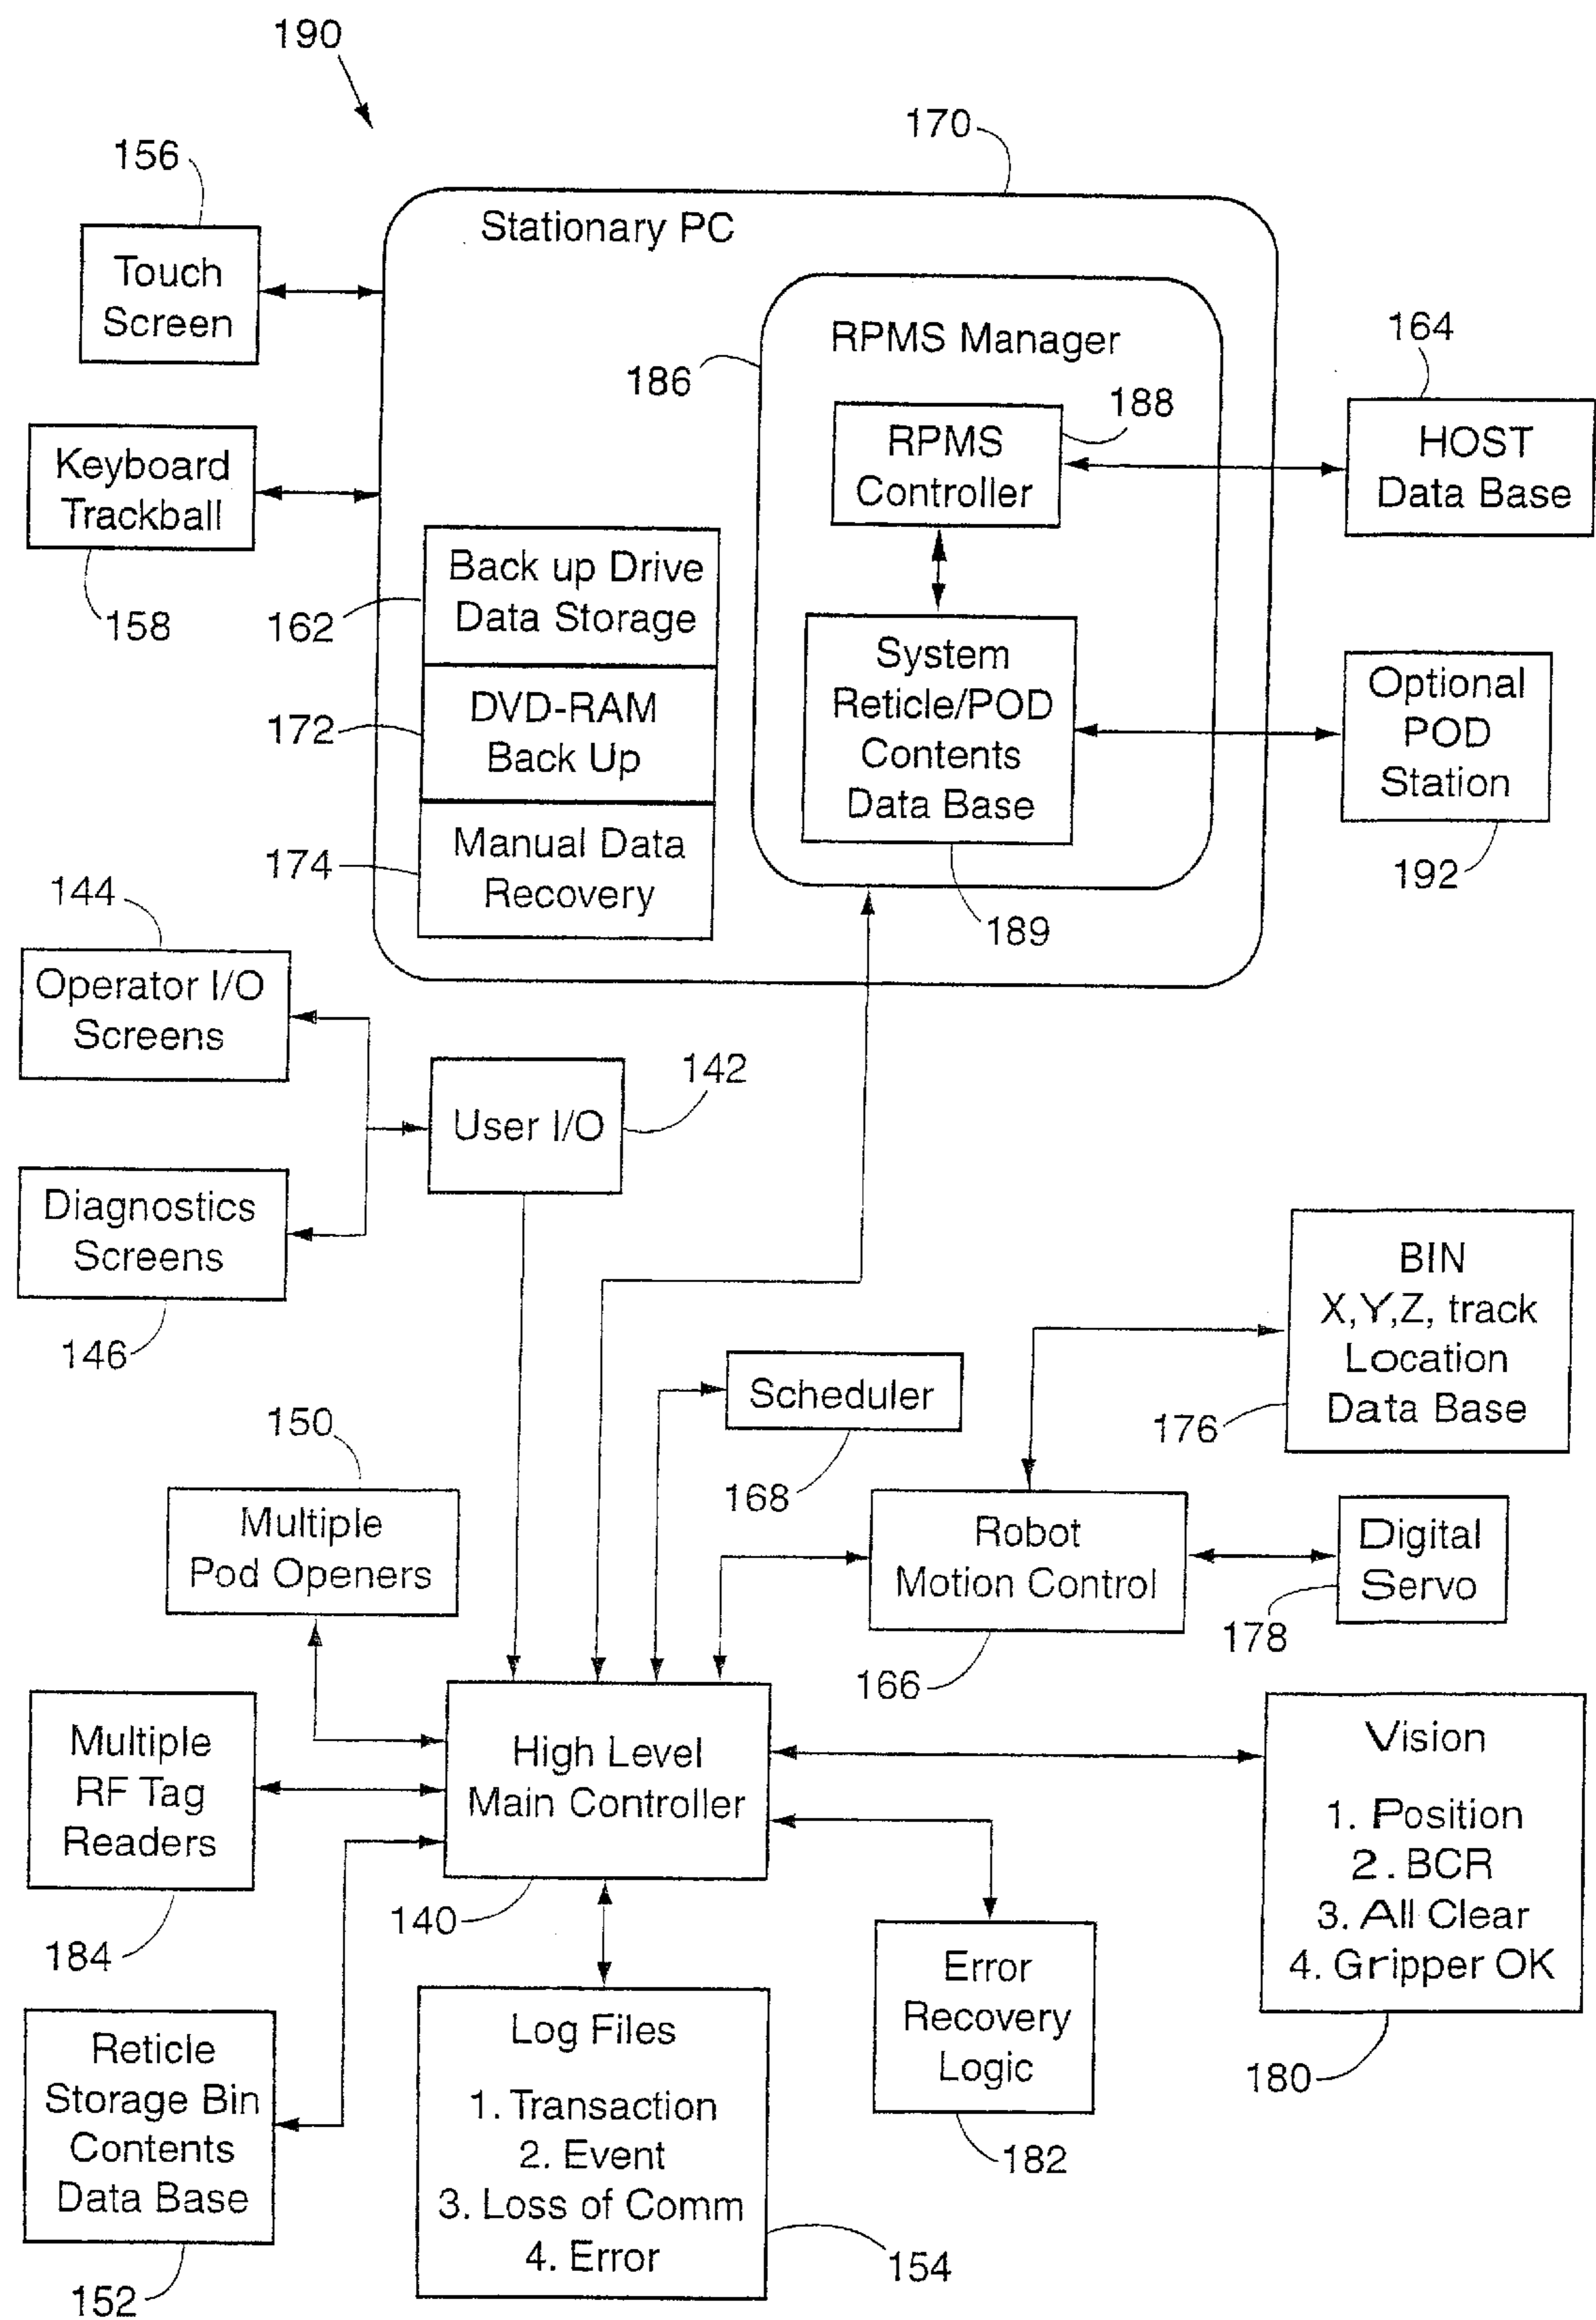 190
170
156
Stationary PC
Touch
Screen
RPMS Manager
164
186
188
RPMS
Controller
HOST
Data Base
Keyboard
Trackball
158
Back up Drive
Data Storage
162
System
Reticle/POD
Contents
Data Base
Optional
POD
Station
DVD-RAM
Back Up
172
Manual Data
Recovery
174
192
189
144
Operator I/O
Screens
142
User I/O
Diagnostics
Screens
146
BIN
X,Y,Z, track
Location
Data Base
176
Scheduler
168
150
Multiple
Pod Openers
Robot
Motion Control
166
Digital
Servo
178
Multiple
RF Tag
Readers
184
High Level
Main Controller
140
Vision
1. Position
2. BCR
3. All Clear
4. Gripper OK
180
Error
Recovery
Logic
182
Reticle
Storage Bin
Contents
Data Base
152
Log Files
1. Transaction
2. Event
3. Loss of Comm
4. Error
154